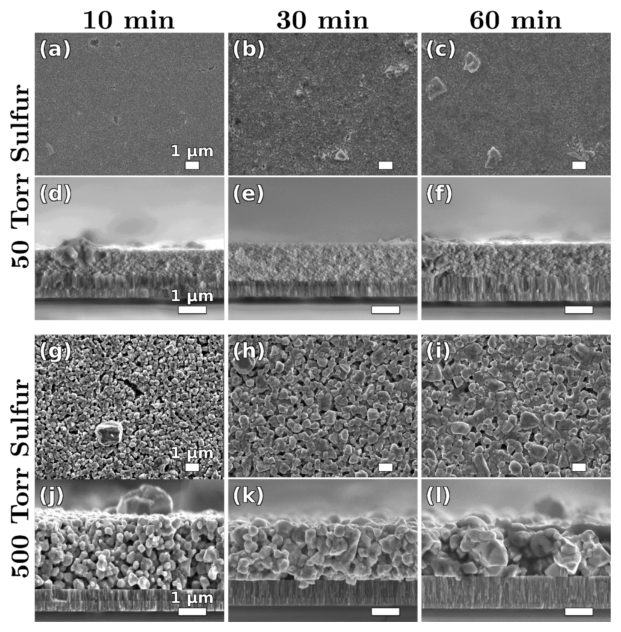 10 min 30 min 60 min
50 Torr Sulfur
(a) (b) (c)
1 μm
(d) (e) (f)
1 μm
500 Torr Sulfur
(g) (h) (i)
1 μm
(j) (k) (l)
1 μm